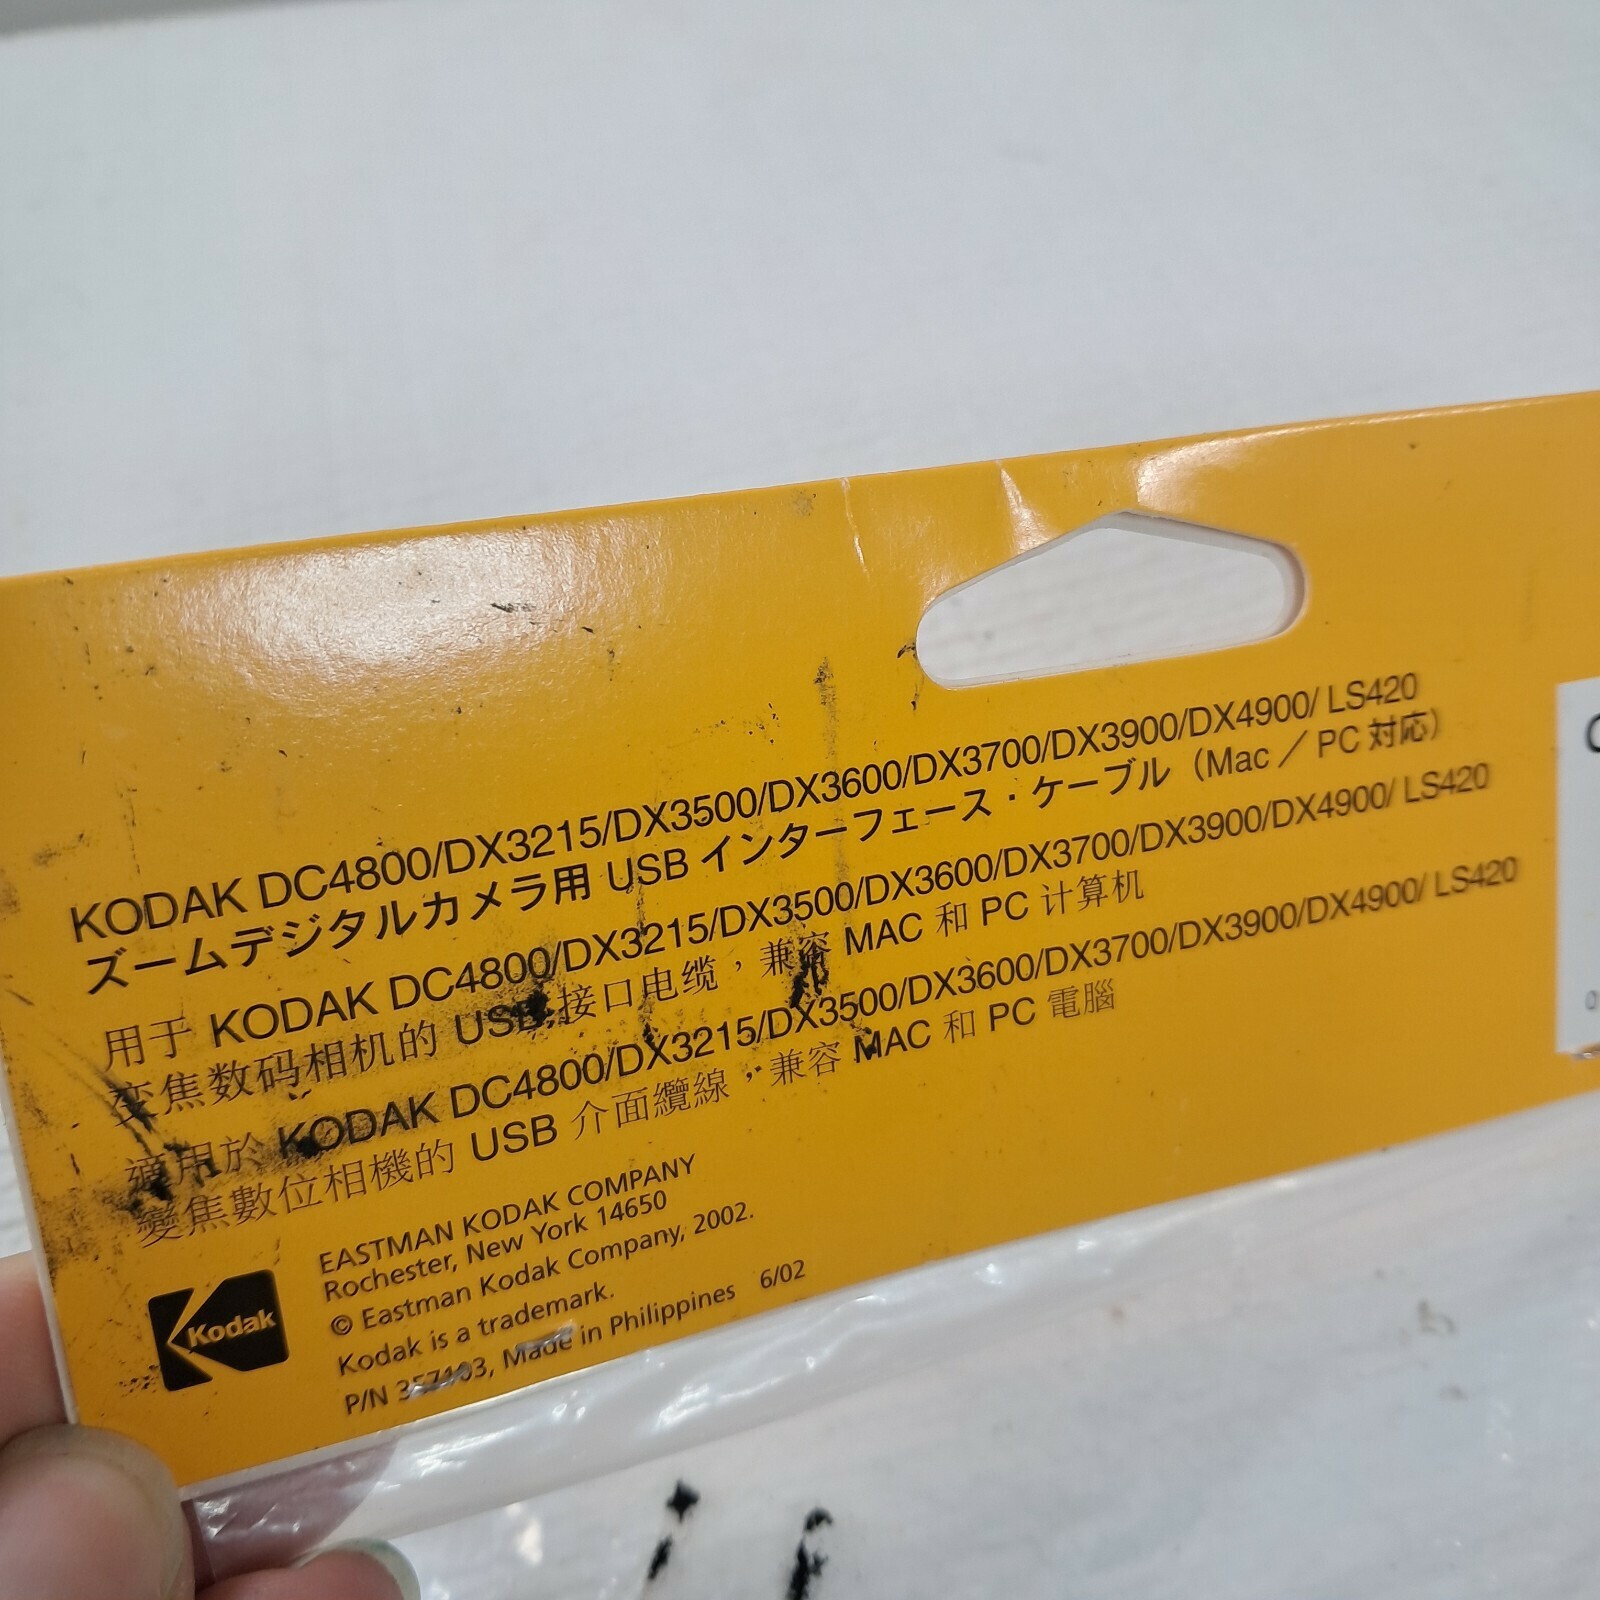 KODAK DC4800/DX3215/DX3500/DX3600/DX3700/DX3900/DX4900/ LS420
ズームデジタルカメラ用 USB インターフェース・ケーブル（Mac／PC 対応）
用于 KODAK DC4800/DX3215/DX3500/DX3600/DX3700/DX3900/DX4900/ LS420
变焦数码相机的 USB 接口电缆，兼容 MAC 和 PC 计算机
適用於 KODAK DC4800/DX3215/DX3500/DX3600/DX3700/DX3900/DX4900/ LS420
變焦數位相機的 USB 介面纜線，兼容 MAC 和 PC 電腦
EASTMAN KODAK COMPANY
Rochester, New York 14650
© Eastman Kodak Company, 2002.
Kodak is a trademark.
P/N 357103, Made in Philippines 6/02
Kodak